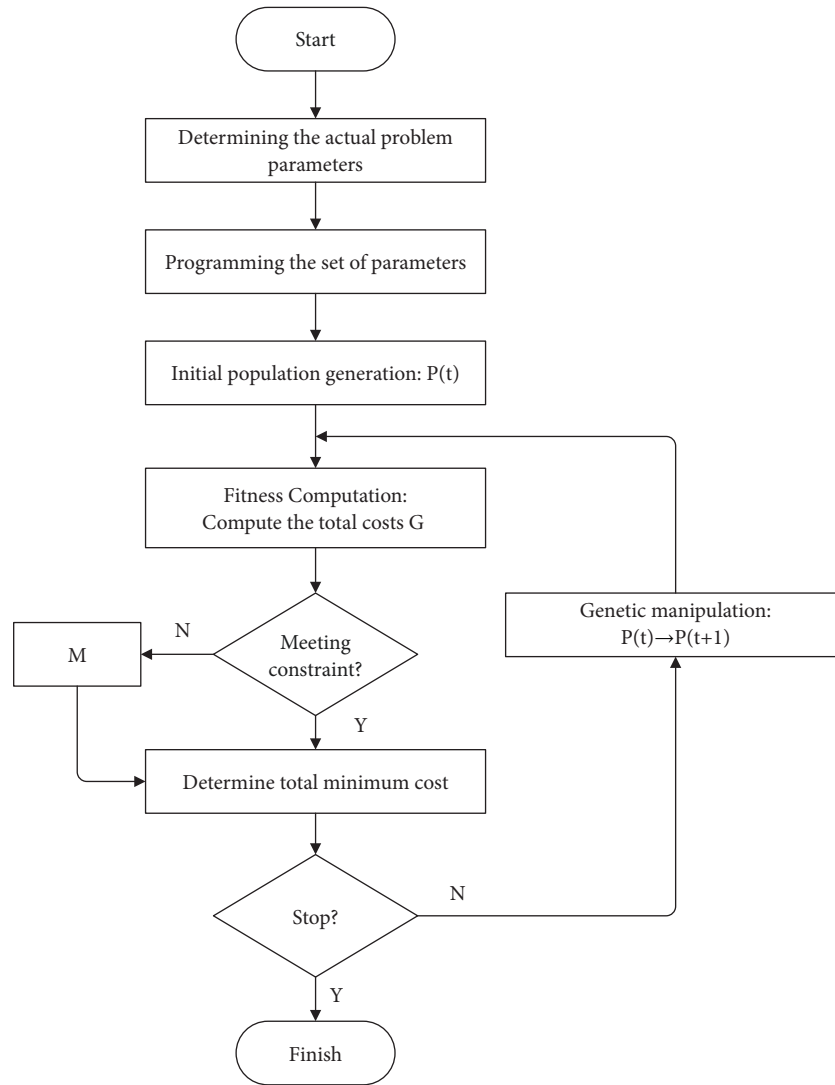 Start
Determining the actual problem
parameters
Programming the set of parameters
Initial population generation: P(t)
Fitness Computation:
Compute the total costs G
Genetic manipulation:
P(t)→P(t+1)
N
Meeting
constraint?
M
Y
Determine total minimum cost
Stop?
N
Y
Finish